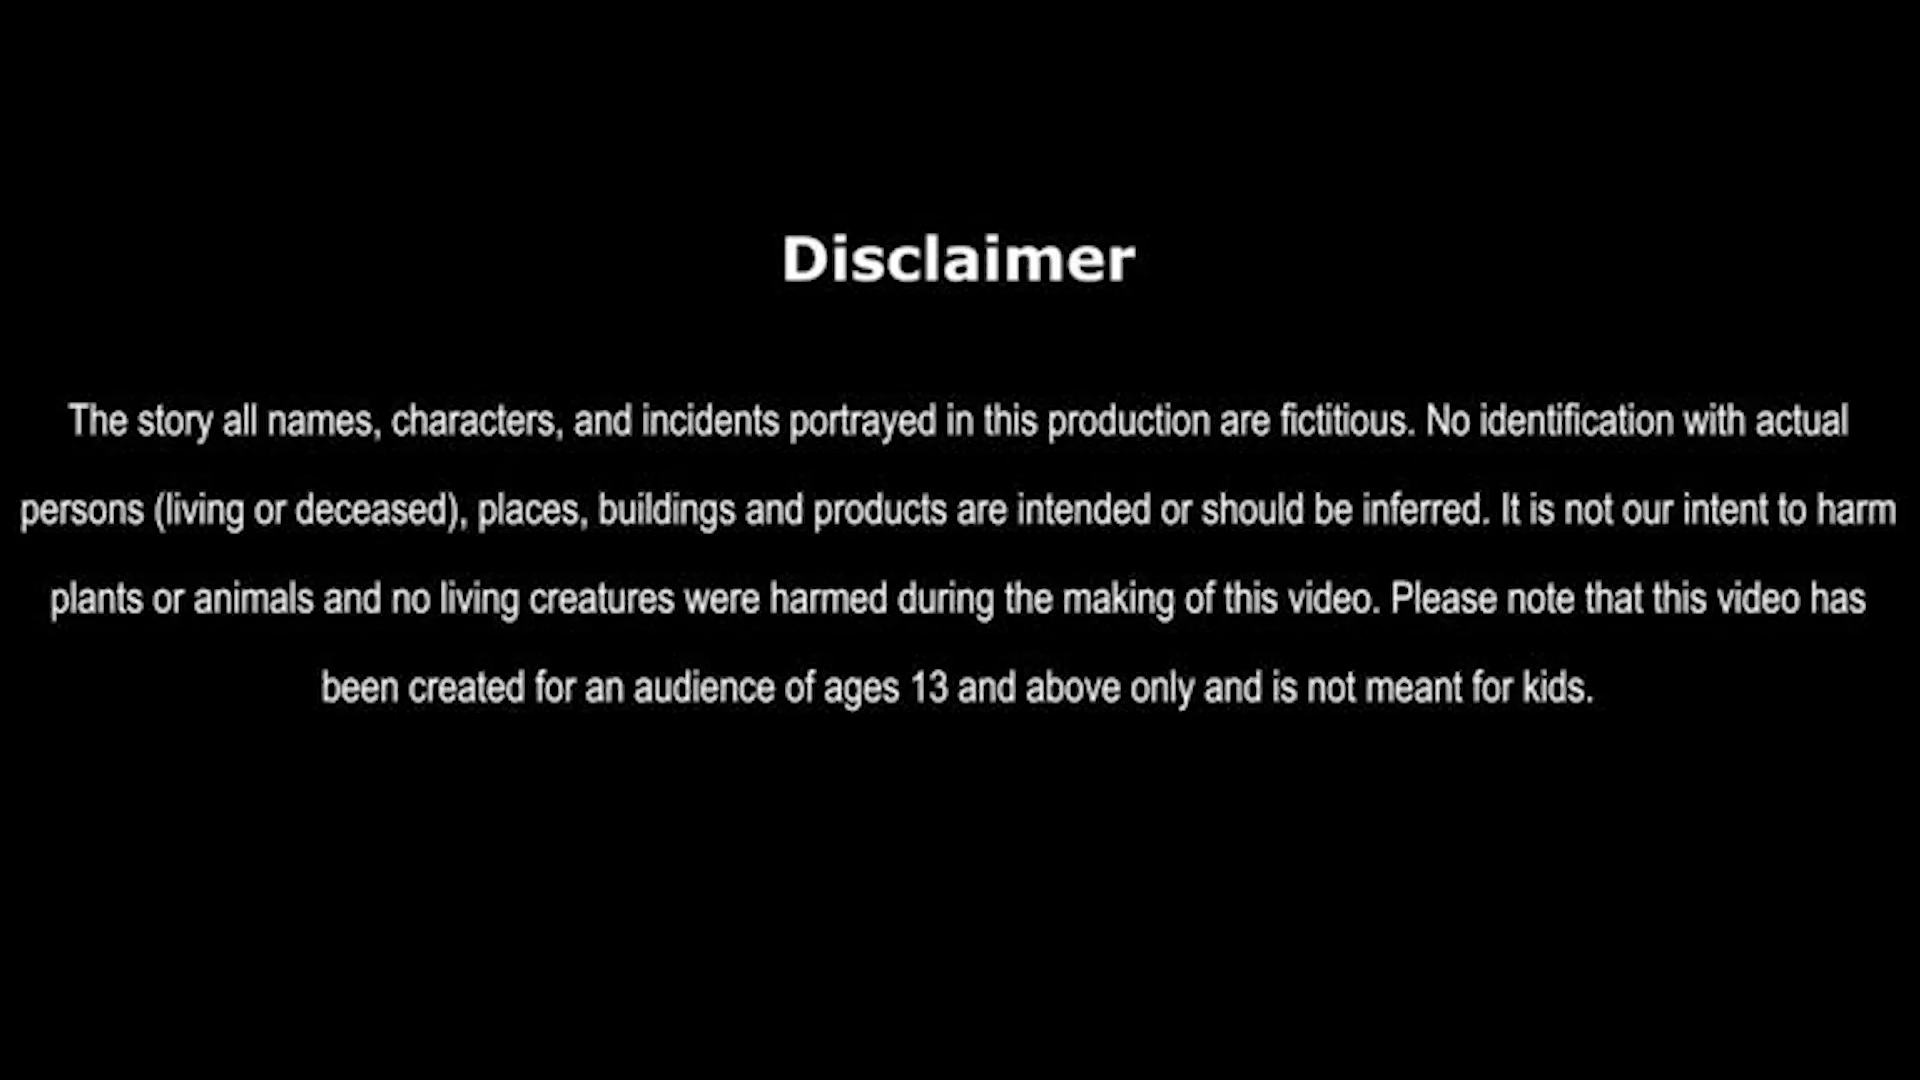 Disclaimer
The story all names, characters, and incidents portrayed in this production are fictitious. No identification with actual
persons (living or deceased), places, buildings and products are intended or should be inferred. It is not our intent to harm
plants or animals and no living creatures were harmed during the making of this video. Please note that this video has
been created for an audience of ages 13 and above only and is not meant for kids.